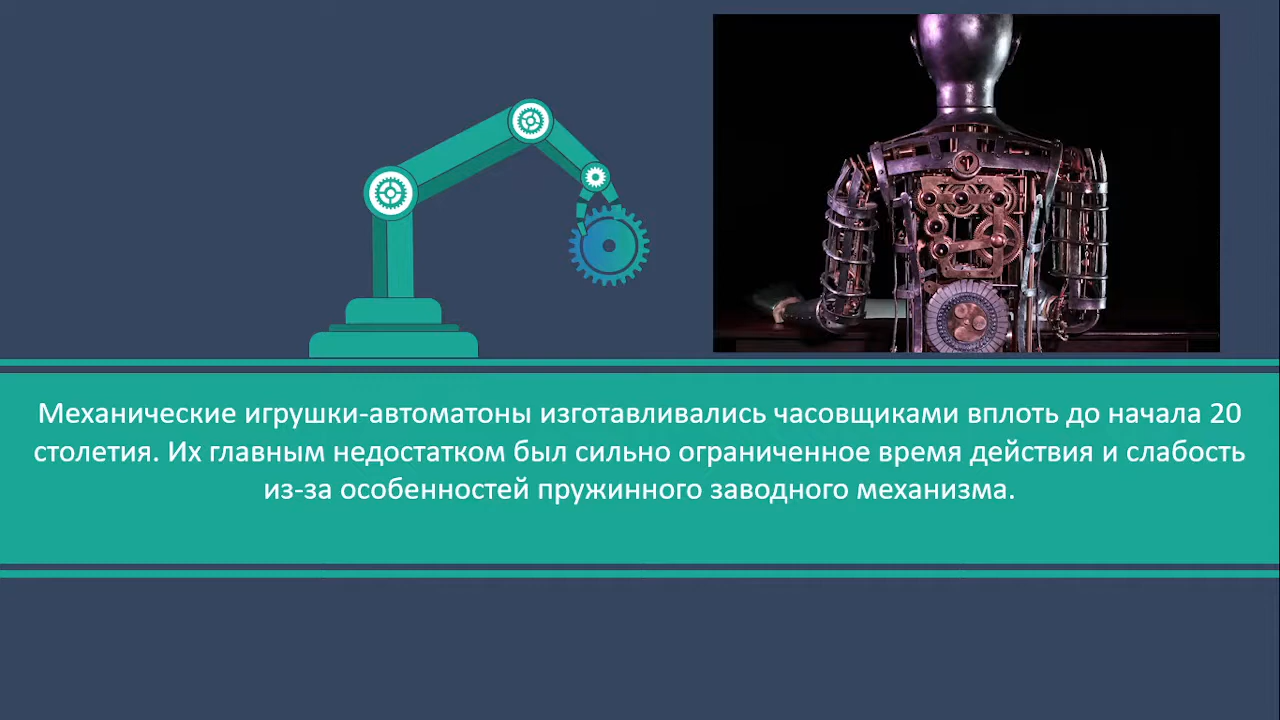 Механические игрушки-автоматоны изготавливались часовщиками вплоть до начала 20
столетия. Их главным недостатком был сильно ограниченное время действия и слабость
из-за особенностей пружинного заводного механизма.